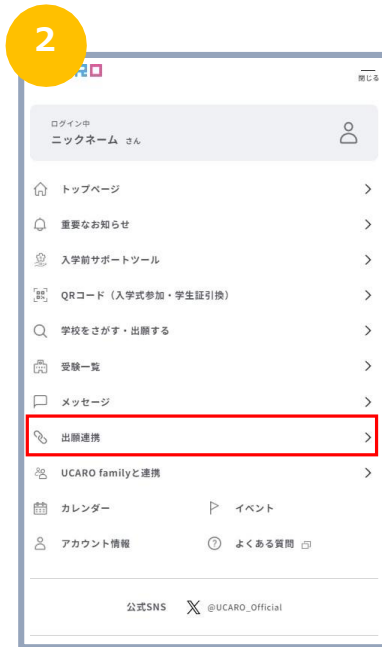 2
閉じる
ログイン中
ニックネーム さん
トップページ
重要なお知らせ
入学前サポートツール
QRコード（入学式参加・学生証引換）
学校をさがす・出願する
受験一覧
メッセージ
出願連携
UCARO familyと連携
カレンダー イベント
アカウント情報 よくある質問
公式SNS @UCARO_Official